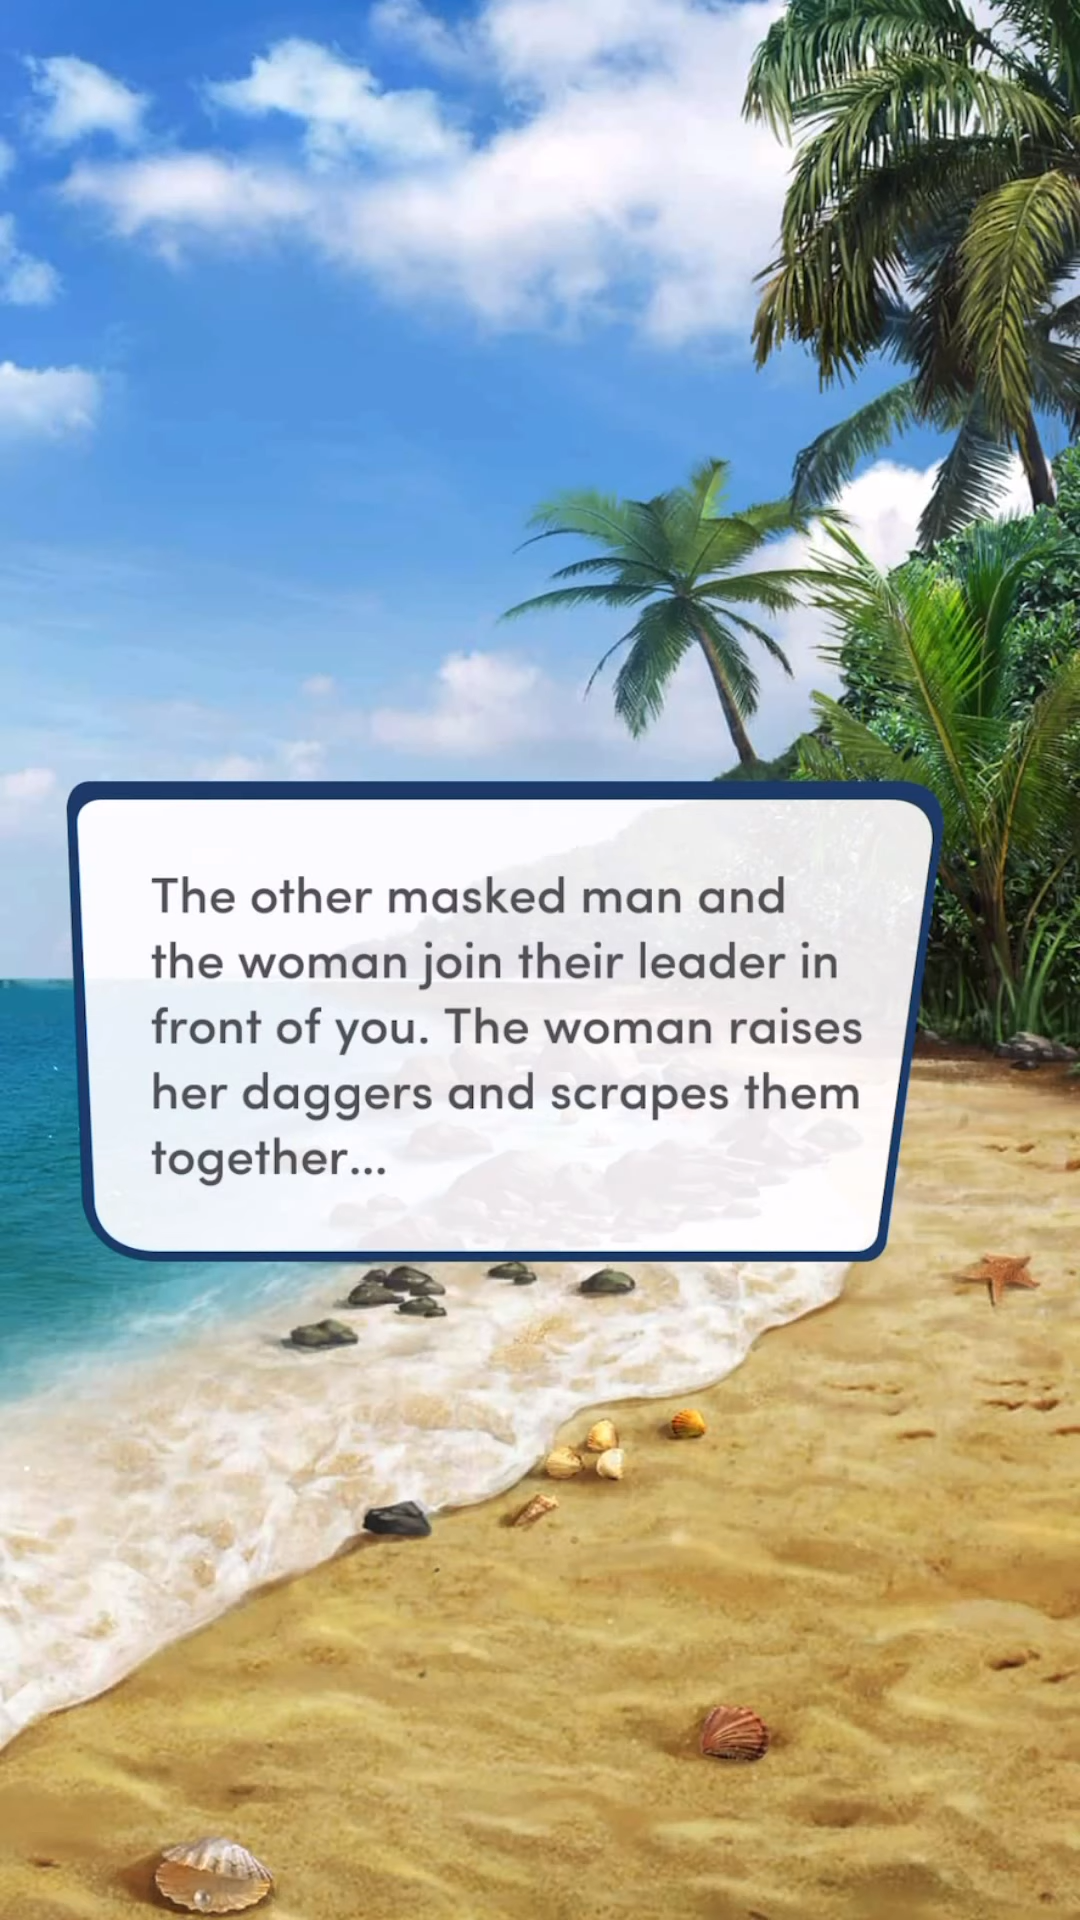 The other masked man and
the woman join their leader in
front of you. The woman raises
her daggers and scrapes them
together...